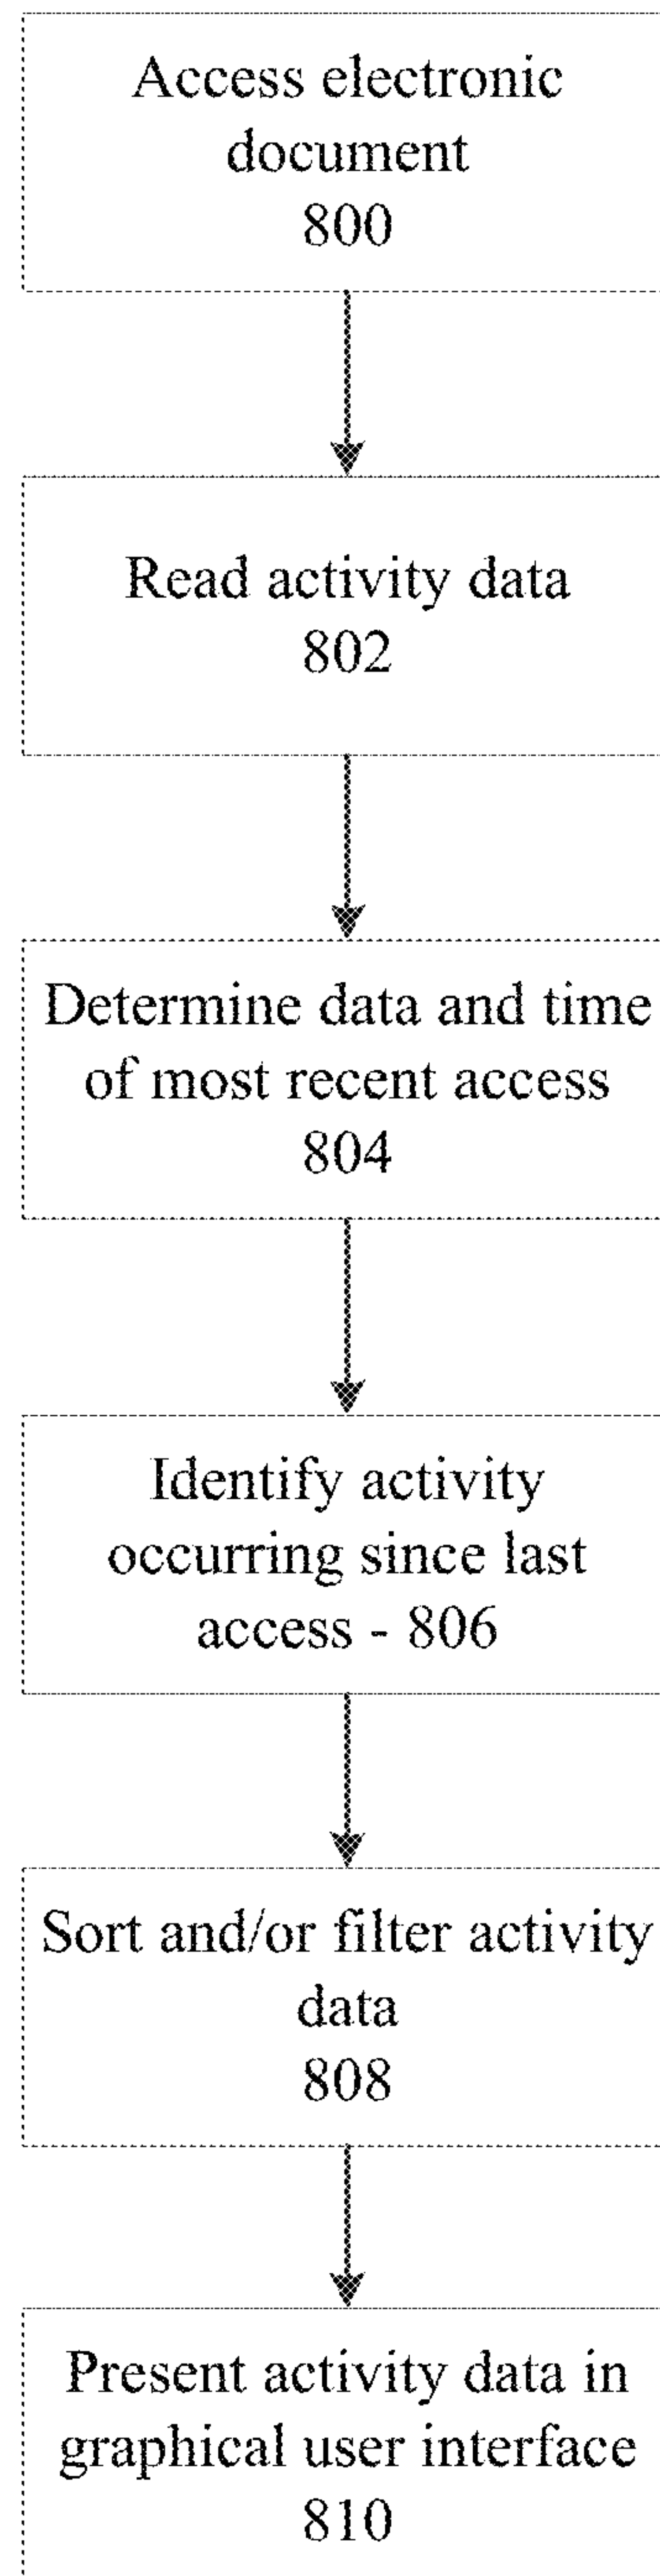 Access electronic
document
800
Read activity data
802
Determine data and time
of most recent access
804
Identify activity
occurring since last
access - 806
Sort and/or filter activity
data
808
Present activity data in
graphical user interface
810